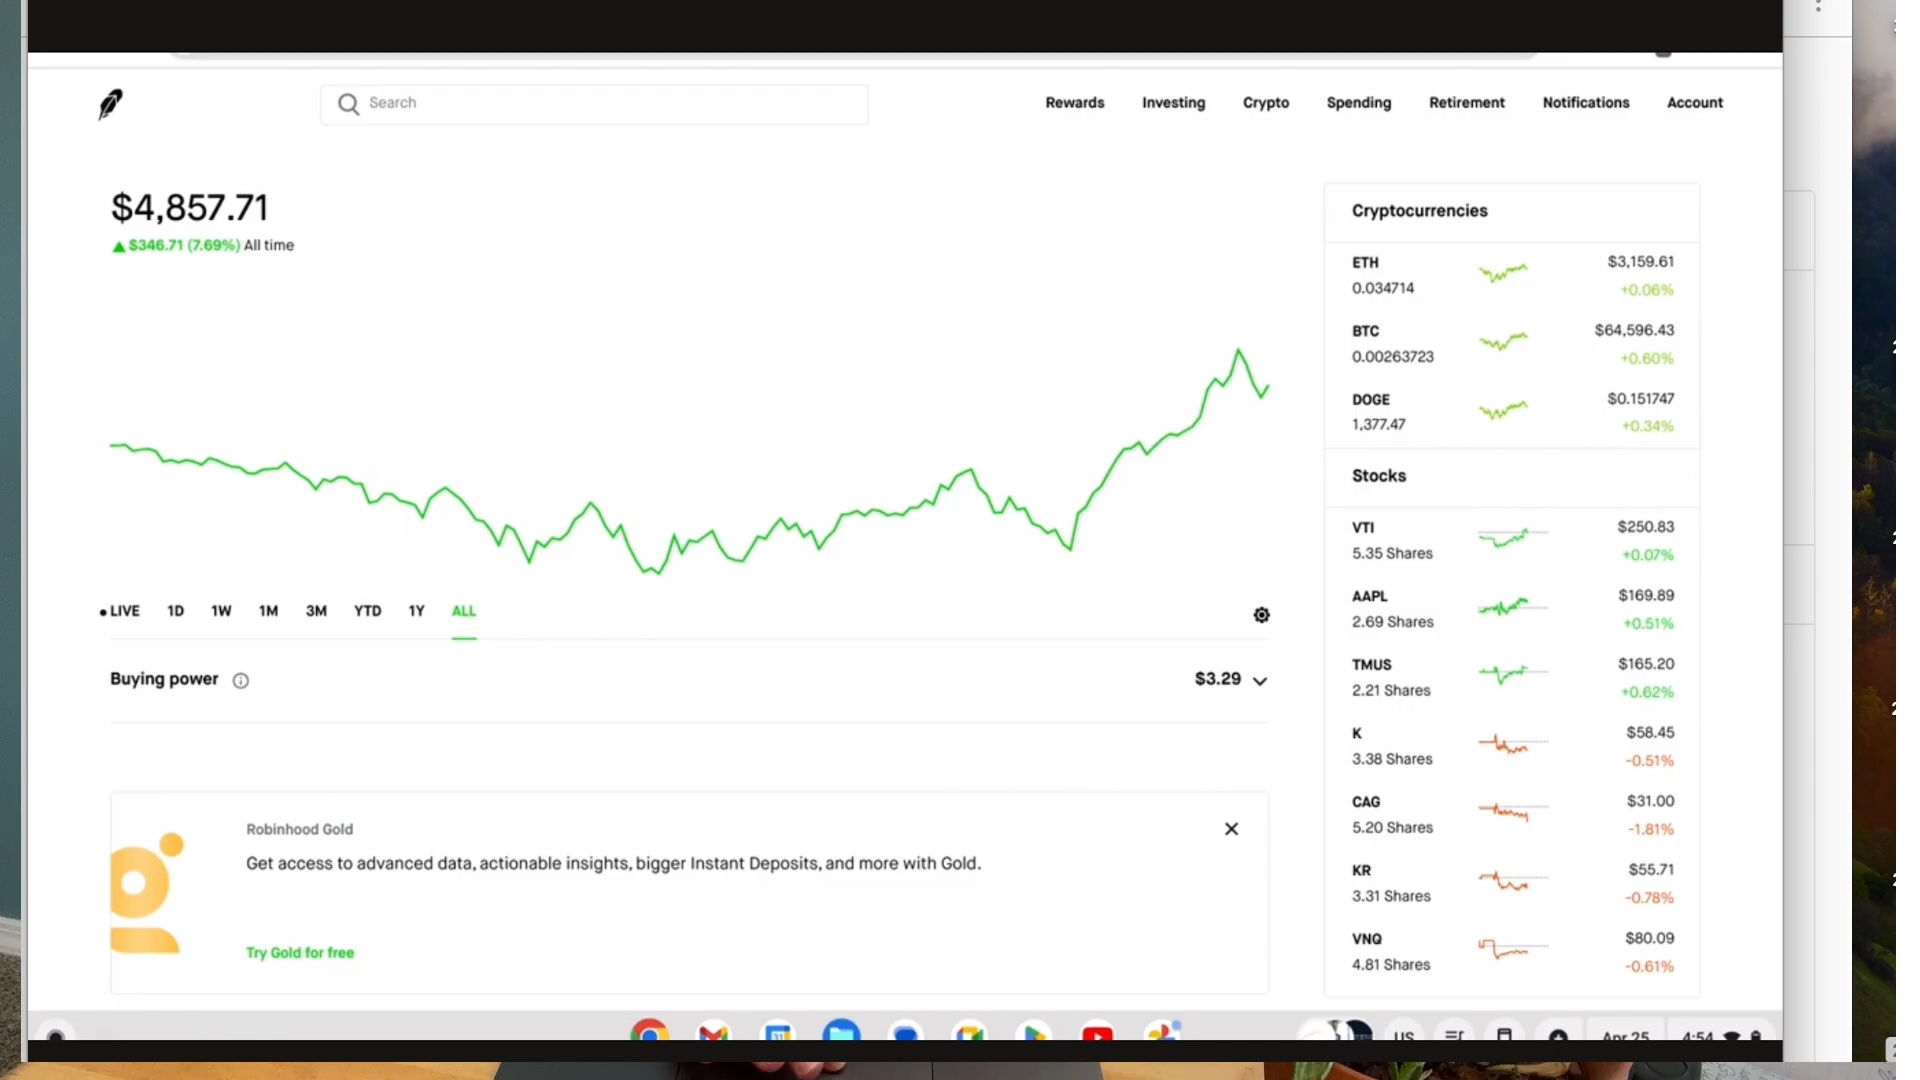 Search
Rewards
Investing
Crypto
Spending
Retirement
Notifications
Account
$4,857.71
$346.71 (7.69%) All time
LIVE
1D
1W
1M
3M
YTD
1Y
ALL
Buying power
$3.29
Robinhood Gold
Get access to advanced data, actionable insights, bigger Instant Deposits, and more with Gold.
Try Gold for free
Cryptocurrencies
ETH
$3,159.61
0.034714
+0.06%
BTC
$64,596.43
0.00263723
+0.60%
DOGE
$0.151747
1,377.47
+0.34%
Stocks
VTI
$250.83
5.35 Shares
+0.07%
AAPL
$169.89
2.69 Shares
+0.51%
TMUS
$165.20
2.21 Shares
+0.62%
K
$58.45
3.38 Shares
-0.51%
CAG
$31.00
5.20 Shares
-1.81%
KR
$55.71
3.31 Shares
-0.78%
VNQ
$80.09
4.81 Shares
-0.61%
31
US
Apr 25
4:54